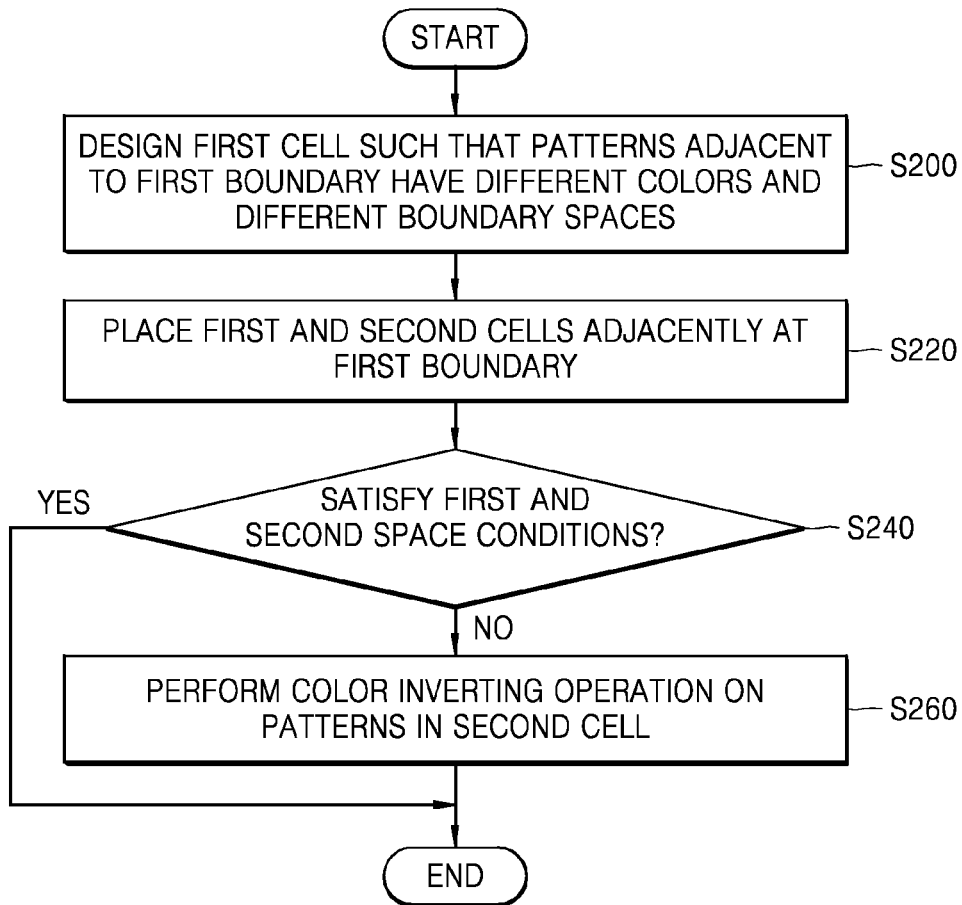 START
DESIGN FIRST CELL SUCH THAT PATTERNS ADJACENT
TO FIRST BOUNDARY HAVE DIFFERENT COLORS AND
DIFFERENT BOUNDARY SPACES
S200
PLACE FIRST AND SECOND CELLS ADJACENTLY AT
FIRST BOUNDARY
S220
YES
SATISFY FIRST AND
SECOND SPACE CONDITIONS?
S240
NO
PERFORM COLOR INVERTING OPERATION ON
PATTERNS IN SECOND CELL
S260
END